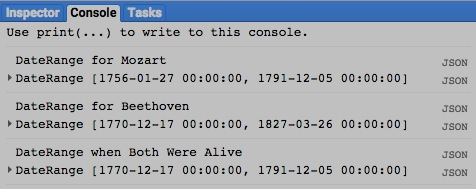 Inspector Console Tasks
Use print(...) to write to this console.
DateRange for Mozart JSON
DateRange [1756-01-27 00:00:00, 1791-12-05 00:00:00] JSON
DateRange for Beethoven JSON
DateRange [1770-12-17 00:00:00, 1827-03-26 00:00:00] JSON
DateRange when Both Were Alive JSON
DateRange [1770-12-17 00:00:00, 1791-12-05 00:00:00] JSON